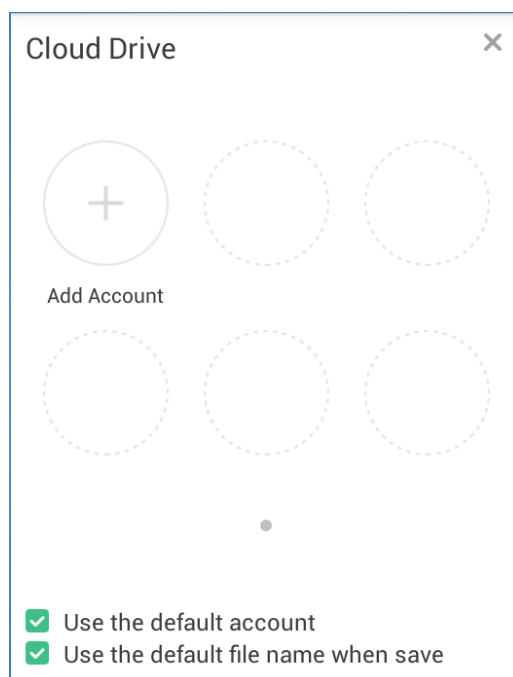 Cloud Drive
Add Account
Use the default account
Use the default file name when save